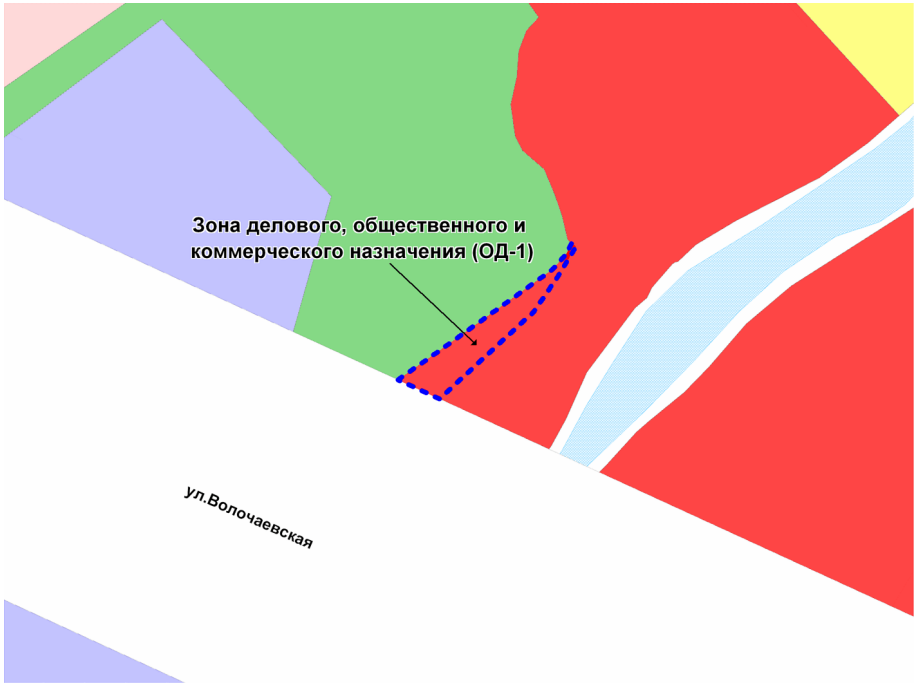 Зона делового, общественного и
коммерческого назначения (ОД-1)
ул.Волочаевская